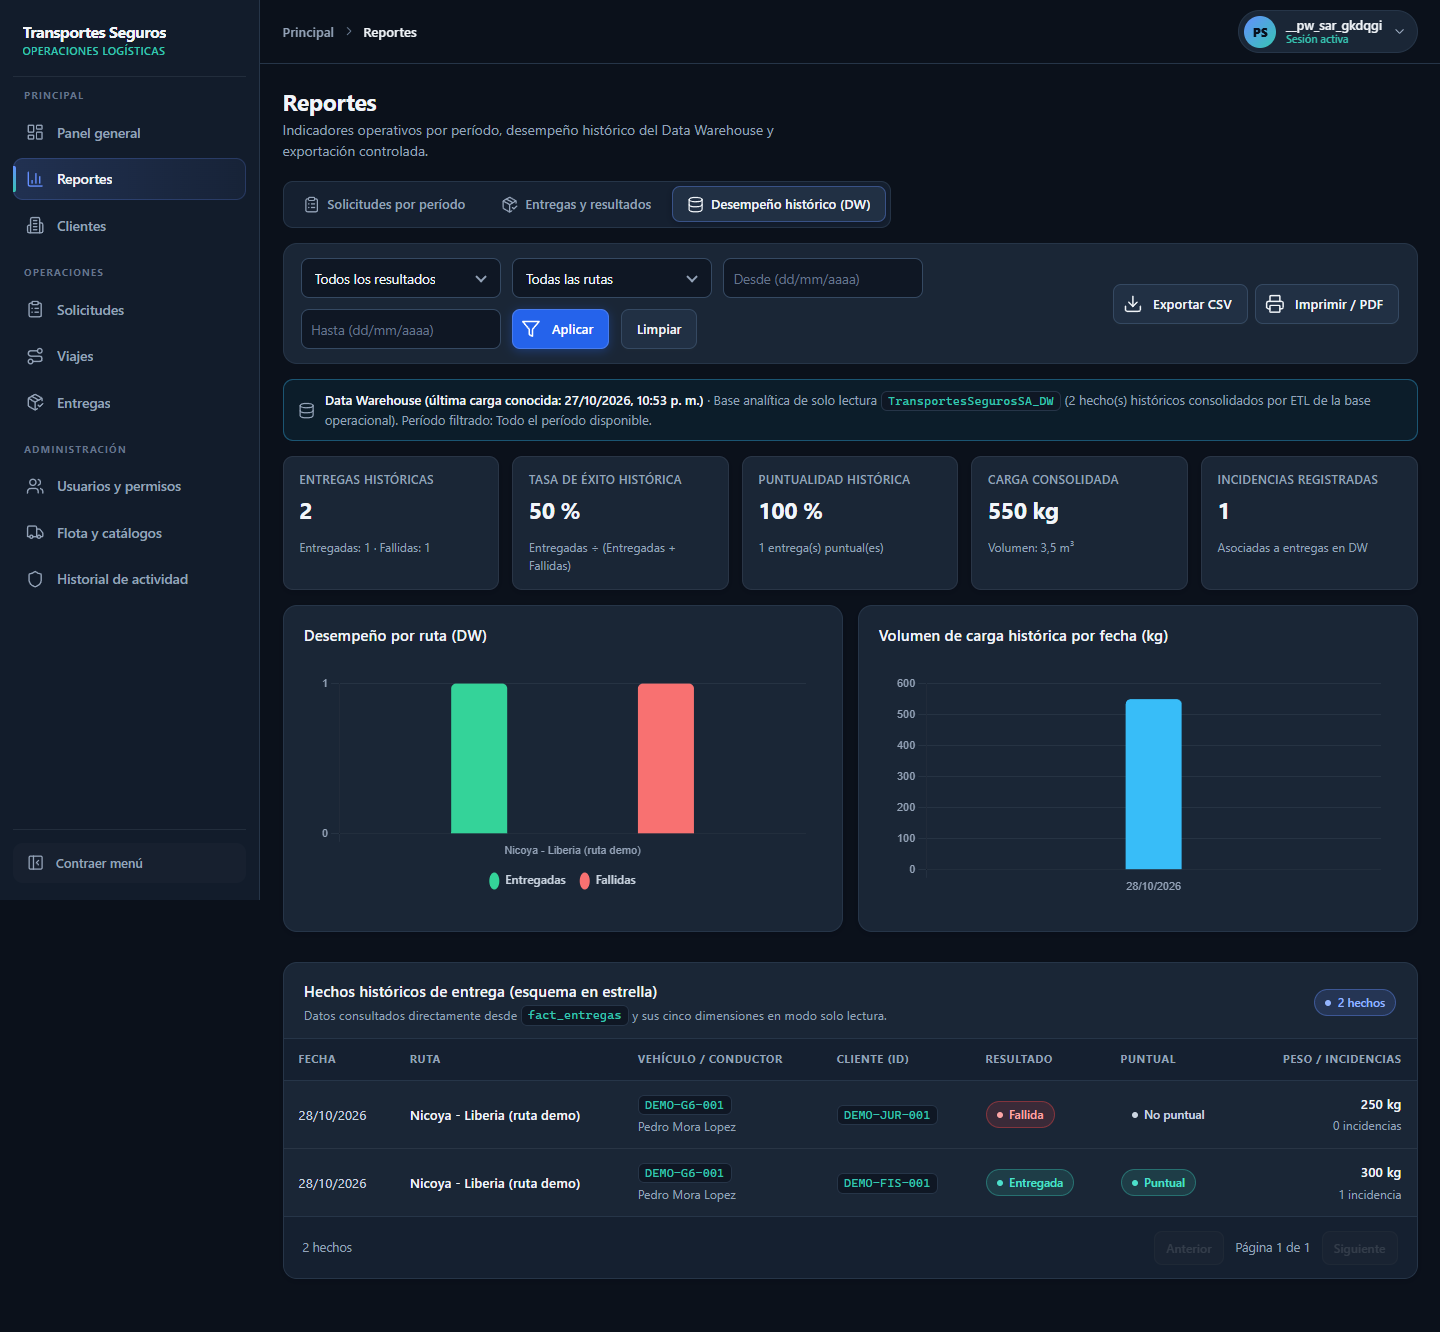 Transportes Seguros
OPERACIONES LOGÍSTICAS
PRINCIPAL
Panel general
Reportes
Clientes
OPERACIONES
Solicitudes
Viajes
Entregas
ADMINISTRACIÓN
Usuarios y permisos
Flota y catálogos
Historial de actividad
Contraer menú
Principal > Reportes
PS
__pw_sar_gkdqgi
Sesión activa
Reportes
Indicadores operativos por período, desempeño histórico del Data Warehouse y
exportación controlada.
Solicitudes por período
Entregas y resultados
Desempeño histórico (DW)
Todos los resultados
Todas las rutas
Desde (dd/mm/aaaa)
Hasta (dd/mm/aaaa)
Aplicar
Limpiar
Exportar CSV
Imprimir / PDF
Data Warehouse (última carga conocida: 27/10/2026, 10:53 p. m.) · Base analítica de solo lectura TransportesSegurosSA_DW (2 hecho(s) históricos consolidados por ETL de la base
operacional). Período filtrado: Todo el período disponible.
ENTREGAS HISTÓRICAS
2
Entregadas: 1 · Fallidas: 1
TASA DE ÉXITO HISTÓRICA
50 %
Entregadas ÷ (Entregadas +
Fallidas)
PUNTUALIDAD HISTÓRICA
100 %
1 entrega(s) puntual(es)
CARGA CONSOLIDADA
550 kg
Volumen: 3,5 m³
INCIDENCIAS REGISTRADAS
1
Asociadas a entregas en DW
Desempeño por ruta (DW)
1
0
Nicoya - Liberia (ruta demo)
Entregadas Fallidas
Volumen de carga histórica por fecha (kg)
600
500
400
300
200
100
0
28/10/2026
Hechos históricos de entrega (esquema en estrella)
Datos consultados directamente desde fact_entregas y sus cinco dimensiones en modo solo lectura.
2 hechos
FECHA RUTA VEHÍCULO / CONDUCTOR CLIENTE (ID) RESULTADO PUNTUAL PESO / INCIDENCIAS
28/10/2026 Nicoya - Liberia (ruta demo) DEMO-G6-001 DEMO-JUR-001 Fallida No puntual 250 kg
Pedro Mora Lopez 0 incidencias
28/10/2026 Nicoya - Liberia (ruta demo) DEMO-G6-001 DEMO-FIS-001 Entregada Puntual 300 kg
Pedro Mora Lopez 1 incidencia
2 hechos
Anterior Página 1 de 1 Siguiente